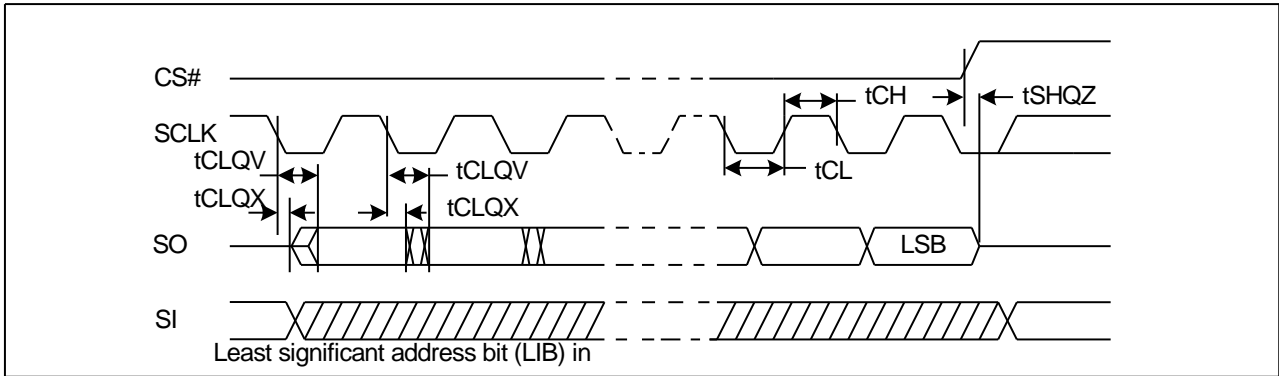 CS#
tCH
tSHQZ
SCLK
tCLQV
tCLQV
tCL
tCLQX
tCLQX
SO
LSB
SI
Least significant address bit (LIB) in